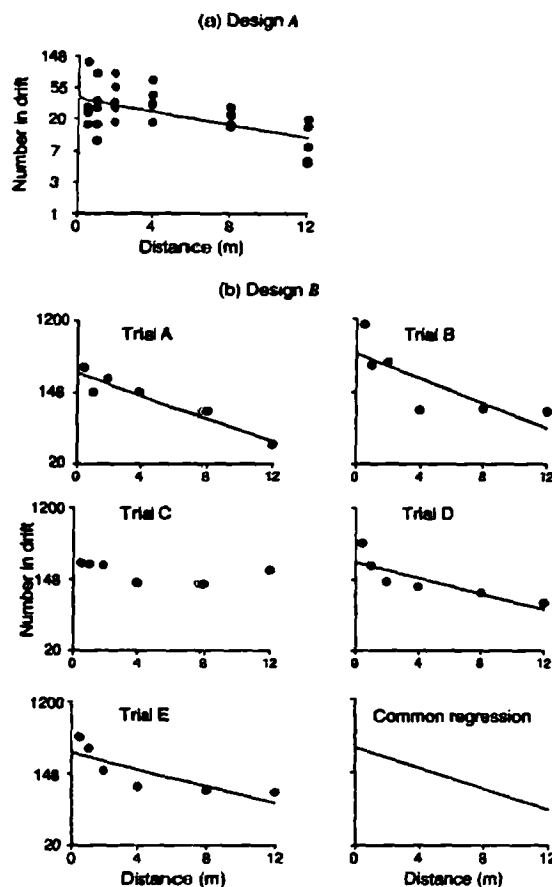 (a) Design A
148
55
20
7
3
1
Number in drift
0 4 8 12
Distance (m)
(b) Design B
1200
148
20
Trial A
0 4 8 12
Trial B
0 4 8 12
1200
148
20
Number in drift
Trial C
0 4 8 12
Trial D
0 4 8 12
1200
148
20
Trial E
0 4 8 12
Distance (m)
Common regression
0 4 8 12
Distance (m)